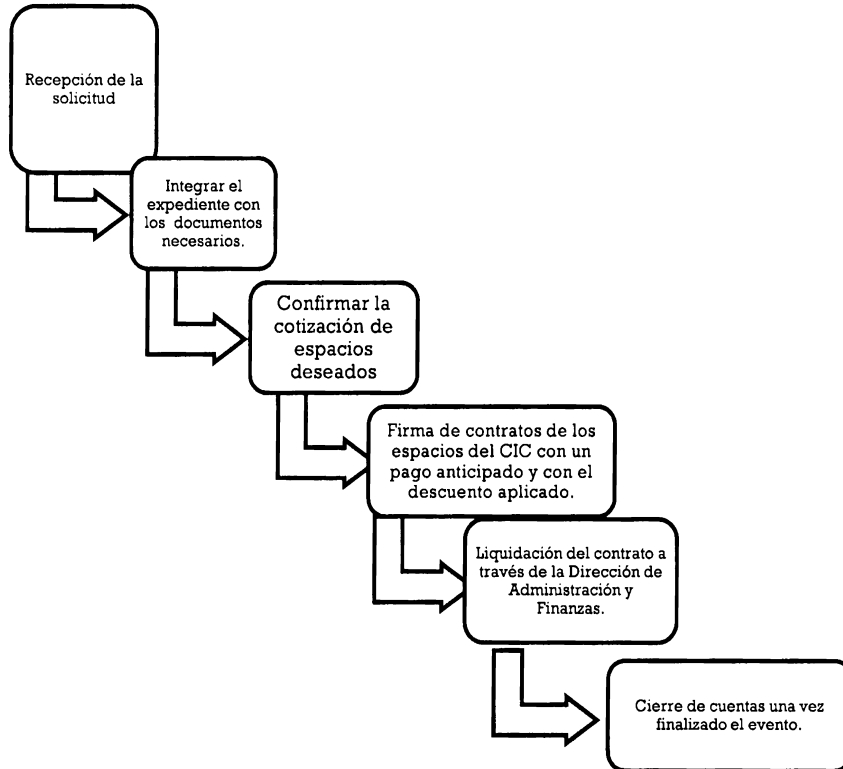 Recepción de la
solicitud
Integrar el
expediente con
los documentos
necesarios.
Confirmar la
cotización de
espacios
deseados
Firma de contratos de los
espacios del CIC con un
pago anticipado y con el
descuento aplicado.
Liquidación del contrato a
través de la Dirección de
Administración y
Finanzas.
Cierre de cuentas una vez
finalizado el evento.